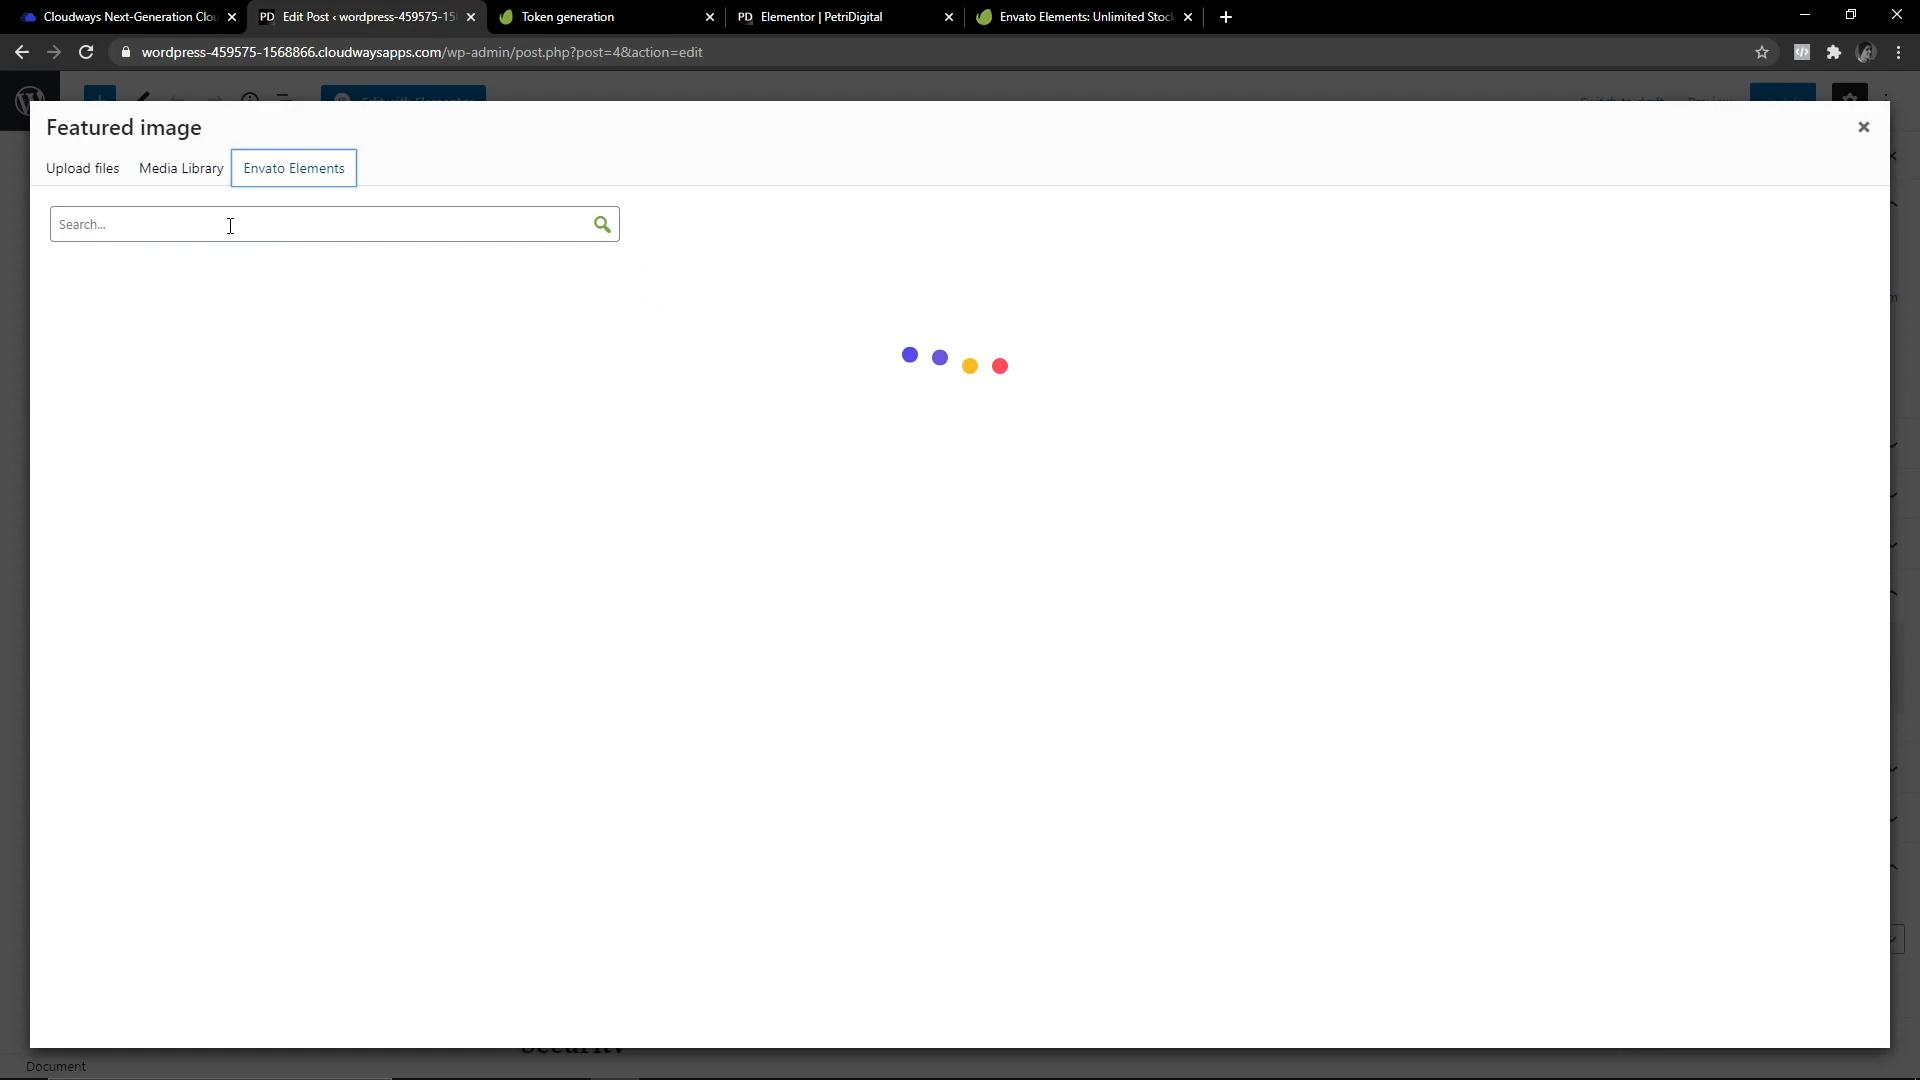 Cloudways Next-Generation Clou
Edit Post ‹ wordpress-459575-15
Token generation
PD Elementor | PetriDigital
Envato Elements: Unlimited Stoc
wordpress-459575-1568866.cloudwaysapps.com/wp-admin/post.php?post=4&action=edit
Featured image
Upload files
Media Library
Envato Elements
Search...
Document